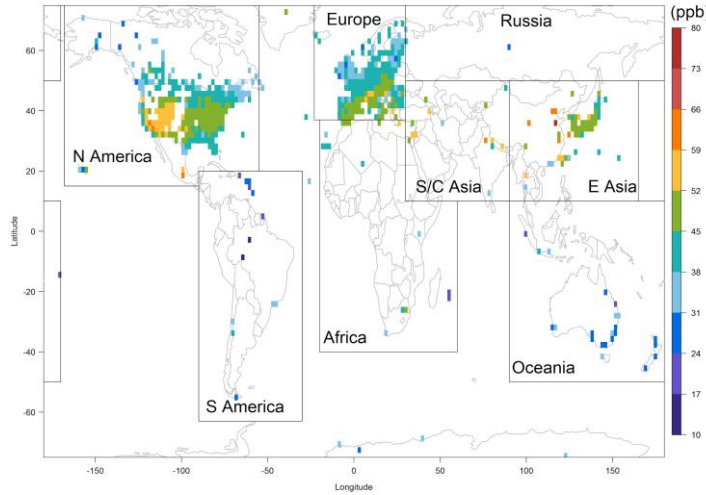 (ppb)
Europe
Russia
N America
S/C Asia
E Asia
Africa
S America
Oceania
80
73
66
59
52
45
38
31
24
17
10
60
40
20
0
-20
-40
-60
Latitude
-150
-100
-50
0
50
100
150
Longitude